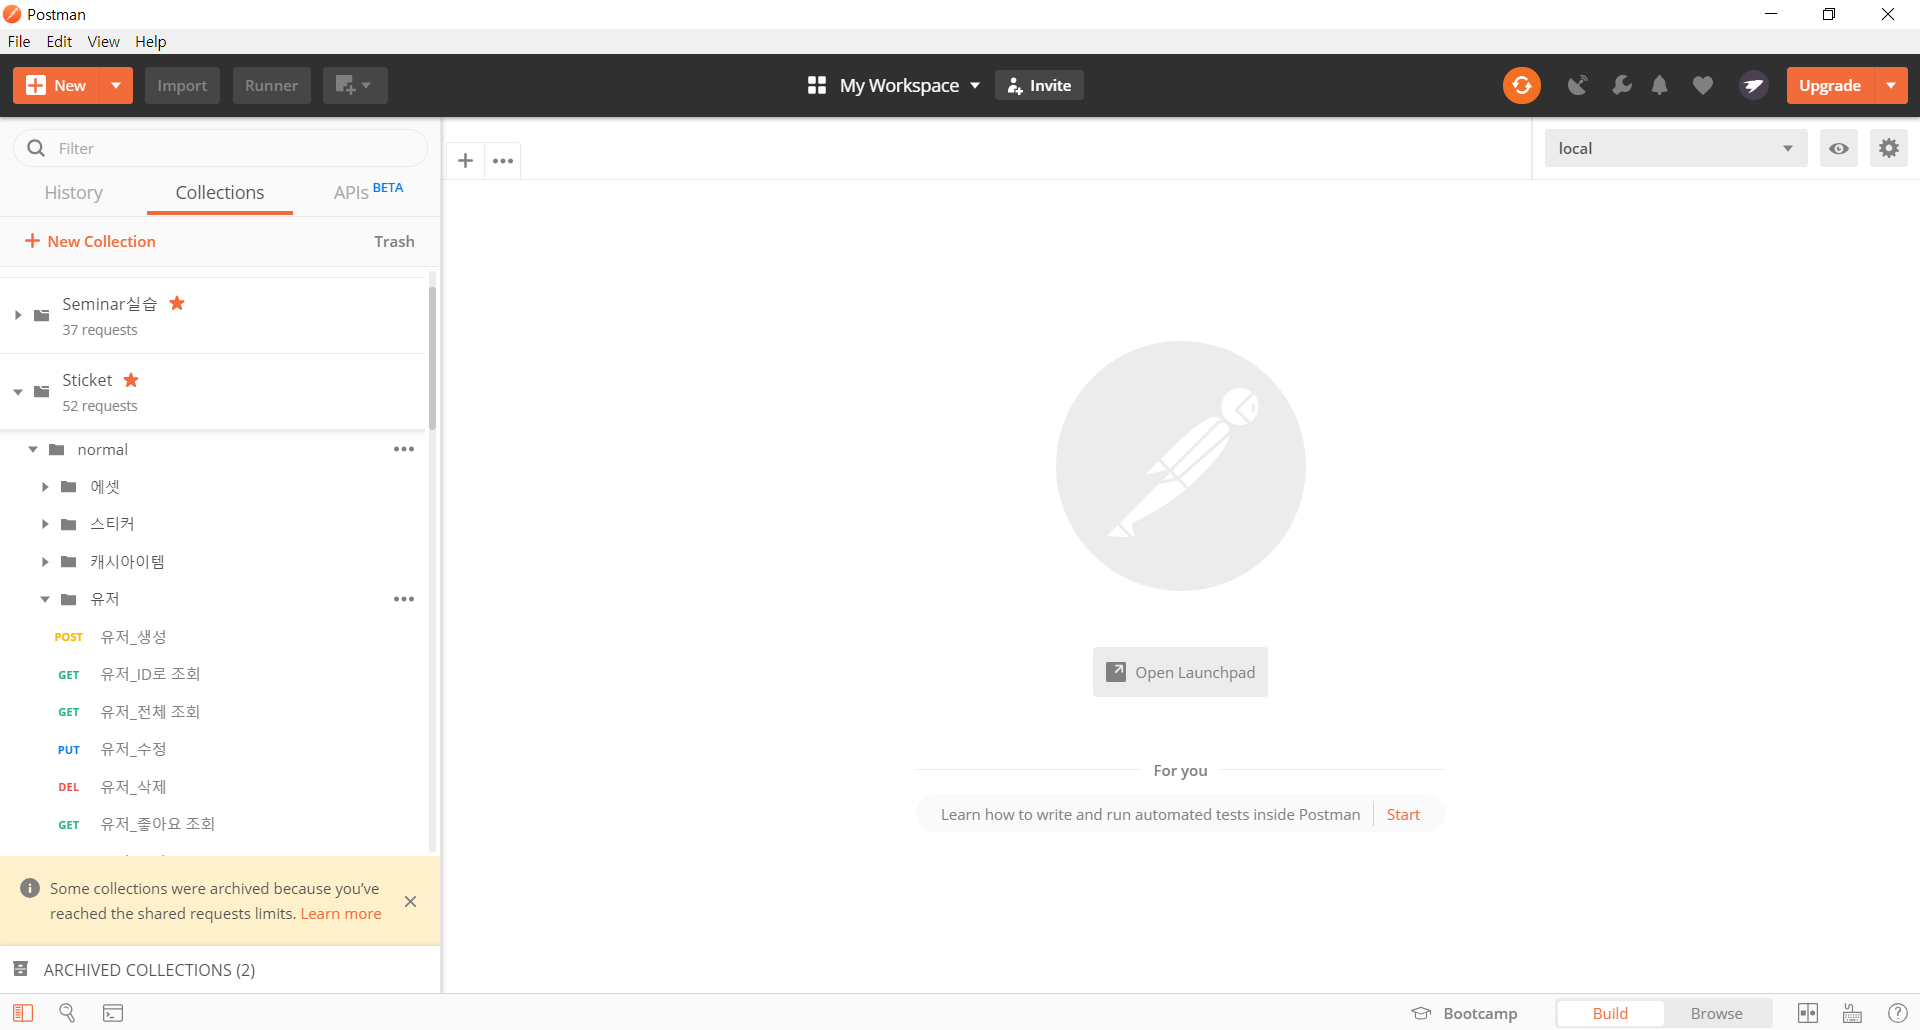 Postman
File Edit View Help
New Import Runner My Workspace Invite Upgrade
Filter
local
History Collections APIs BETA
New Collection Trash
Seminar실습
37 requests
Sticket
52 requests
normal
에셋
스티커
캐시아이템
유저
POST 유저_생성
GET 유저_ID로 조회
GET 유저_전체 조회
PUT 유저_수정
DEL 유저_삭제
GET 유저_좋아요 조회
Open Launchpad
For you
Learn how to write and run automated tests inside Postman Start
Some collections were archived because you’ve
reached the shared requests limits. Learn more
ARCHIVED COLLECTIONS (2)
Bootcamp Build Browse